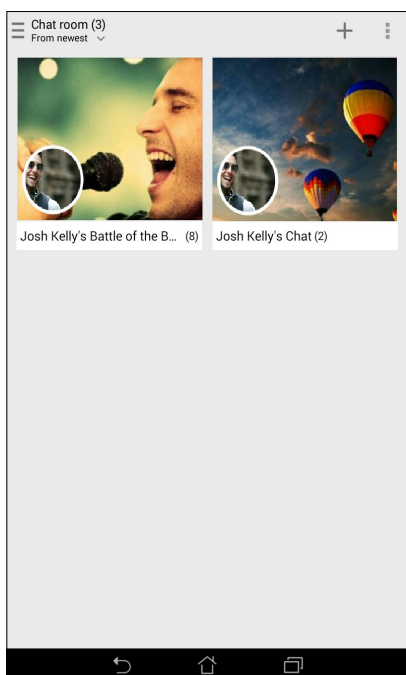 Chat room (3)
From newest
Josh Kelly's Battle of the B... (8)
Josh Kelly's Chat (2)